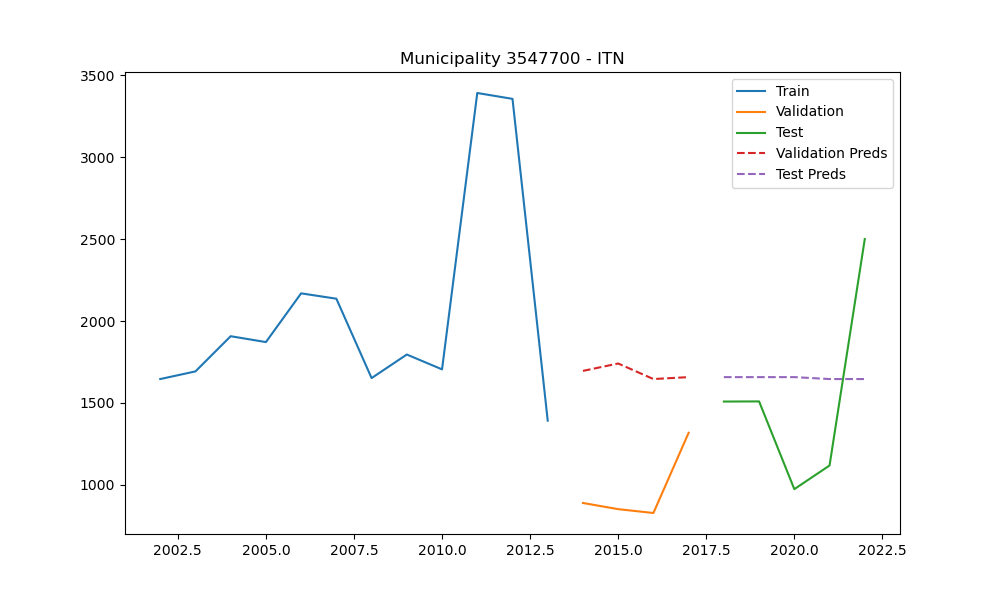 Municipality 3547700 - ITN
3500
3000
2500
2000
1500
1000
Train
Validation
Test
Validation Preds
Test Preds
2002.5 2005.0 2007.5 2010.0 2012.5 2015.0 2017.5 2020.0 2022.5